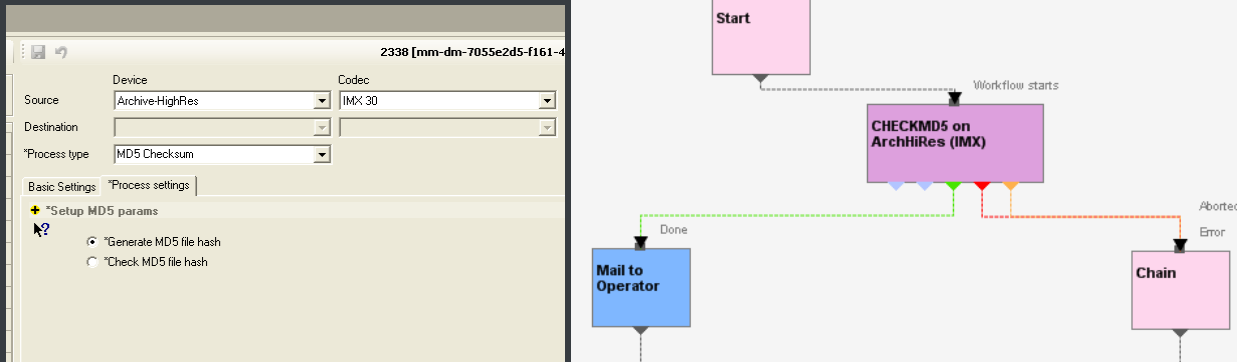 2338 [mm-dm-7055e2d5-f161-4
Device Codec
Source Archive-HighRes IMX 30
Destination
*Process type MD5 Checksum
Basic Settings *Process settings
*Setup MD5 params
*Generate MD5 file hash
*Check MD5 file hash
Start
Workflow starts
CHECKMD5 on
ArchHiRes (IMX)
Done
Aborted
Error
Mail to
Operator
Chain